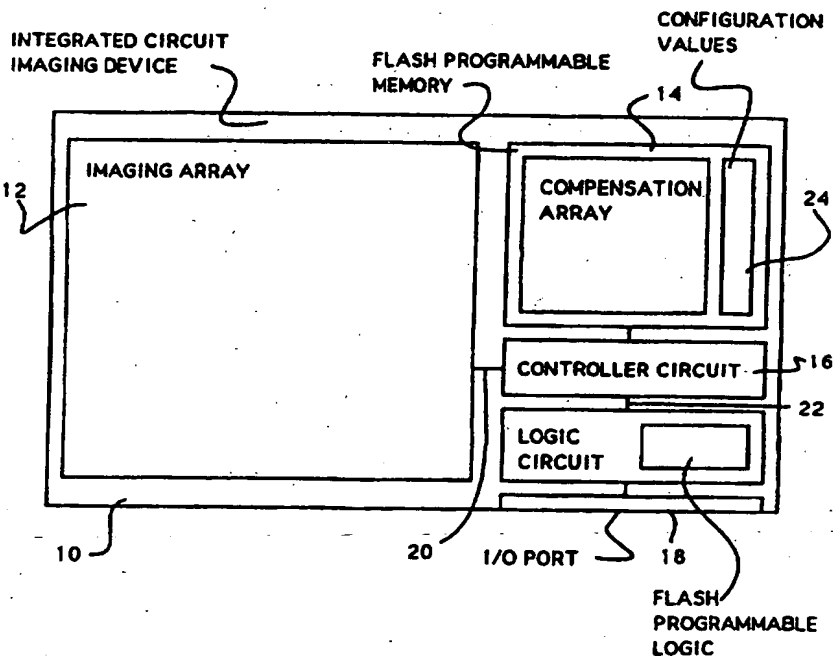 INTEGRATED CIRCUIT
IMAGING DEVICE
FLASH PROGRAMMABLE
MEMORY
CONFIGURATION
VALUES
14
12
IMAGING ARRAY
COMPENSATION
ARRAY
24
CONTROLLER CIRCUIT
16
22
LOGIC
CIRCUIT
10
20
I/O PORT
18
FLASH
PROGRAMMABLE
LOGIC